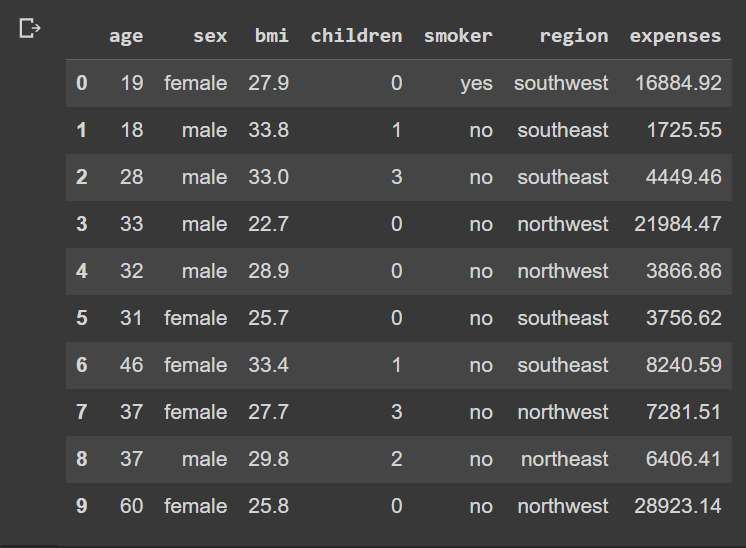 age sex bmi children smoker region expenses
0 19 female 27.9 0 yes southwest 16884.92
1 18 male 33.8 1 no southeast 1725.55
2 28 male 33.0 3 no southeast 4449.46
3 33 male 22.7 0 no northwest 21984.47
4 32 male 28.9 0 no northwest 3866.86
5 31 female 25.7 0 no southeast 3756.62
6 46 female 33.4 1 no southeast 8240.59
7 37 female 27.7 3 no northwest 7281.51
8 37 male 29.8 2 no northeast 6406.41
9 60 female 25.8 0 no northwest 28923.14